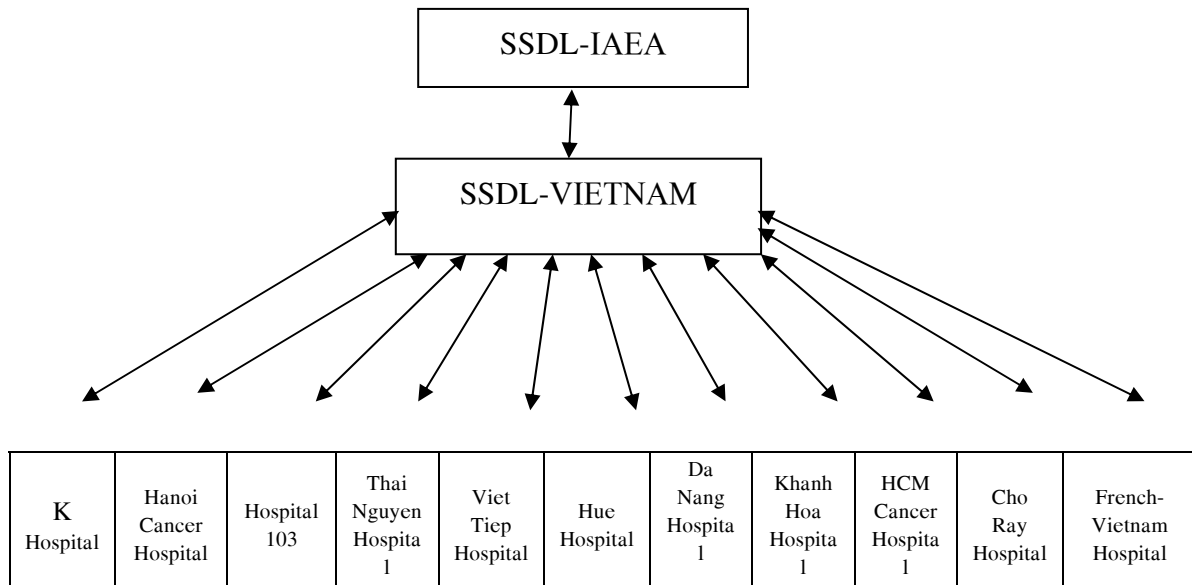 SSDL-IAEA
SSDL-VIETNAM
K
Hospital
Hanoi
Cancer
Hospital
Hospital
103
Thai
Nguyen
Hospita
l
Viet
Tiep
Hospital
Hue
Hospital
Da
Nang
Hospita
l
Khanh
Hoa
Hospita
l
HCM
Cancer
Hospita
l
Cho
Ray
Hospital
French-
Vietnam
Hospital